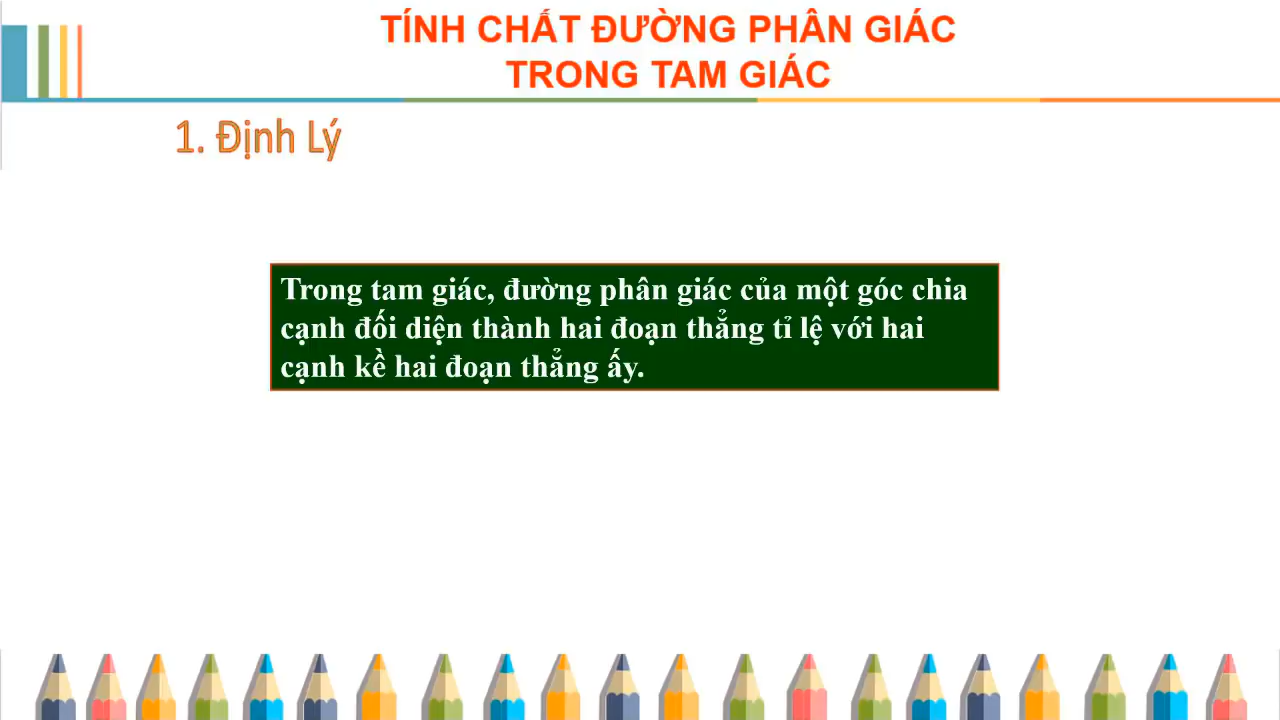 TÍNH CHẤT ĐƯỜNG PHÂN GIÁC
TRONG TAM GIÁC
1. Định Lý
Trong tam giác, đường phân giác của một góc chia
cạnh đối diện thành hai đoạn thẳng tỉ lệ với hai
cạnh kề hai đoạn thẳng ấy.